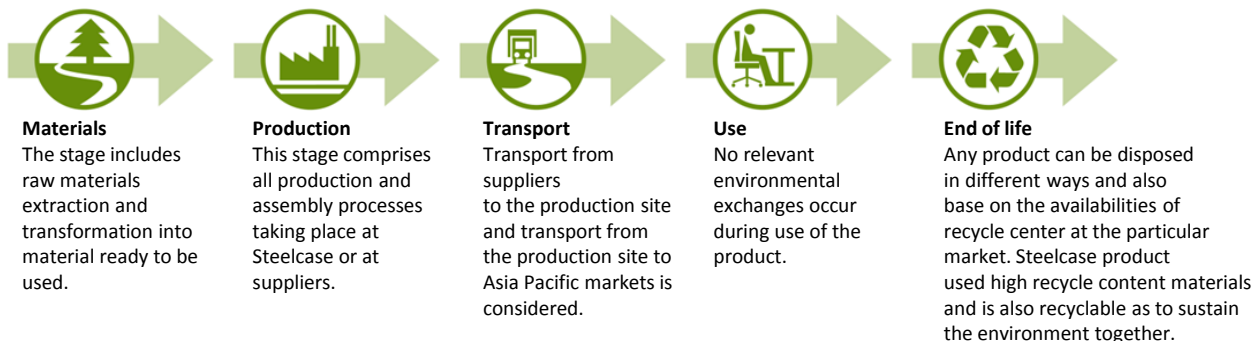 Materials
The stage includes
raw materials
extraction and
transformation into
material ready to be
used.
Production
This stage comprises
all production and
assembly processes
taking place at
Steelcase or at
suppliers.
Transport
Transport from
suppliers
to the production site
and transport from
the production site to
Asia Pacific markets is
considered.
Use
No relevant
environmental
exchanges occur
during use of the
product.
End of life
Any product can be disposed
in different ways and also
base on the availabilities of
recycle center at the particular
market. Steelcase product
used high recycle content materials
and is also recyclable as to sustain
the environment together.